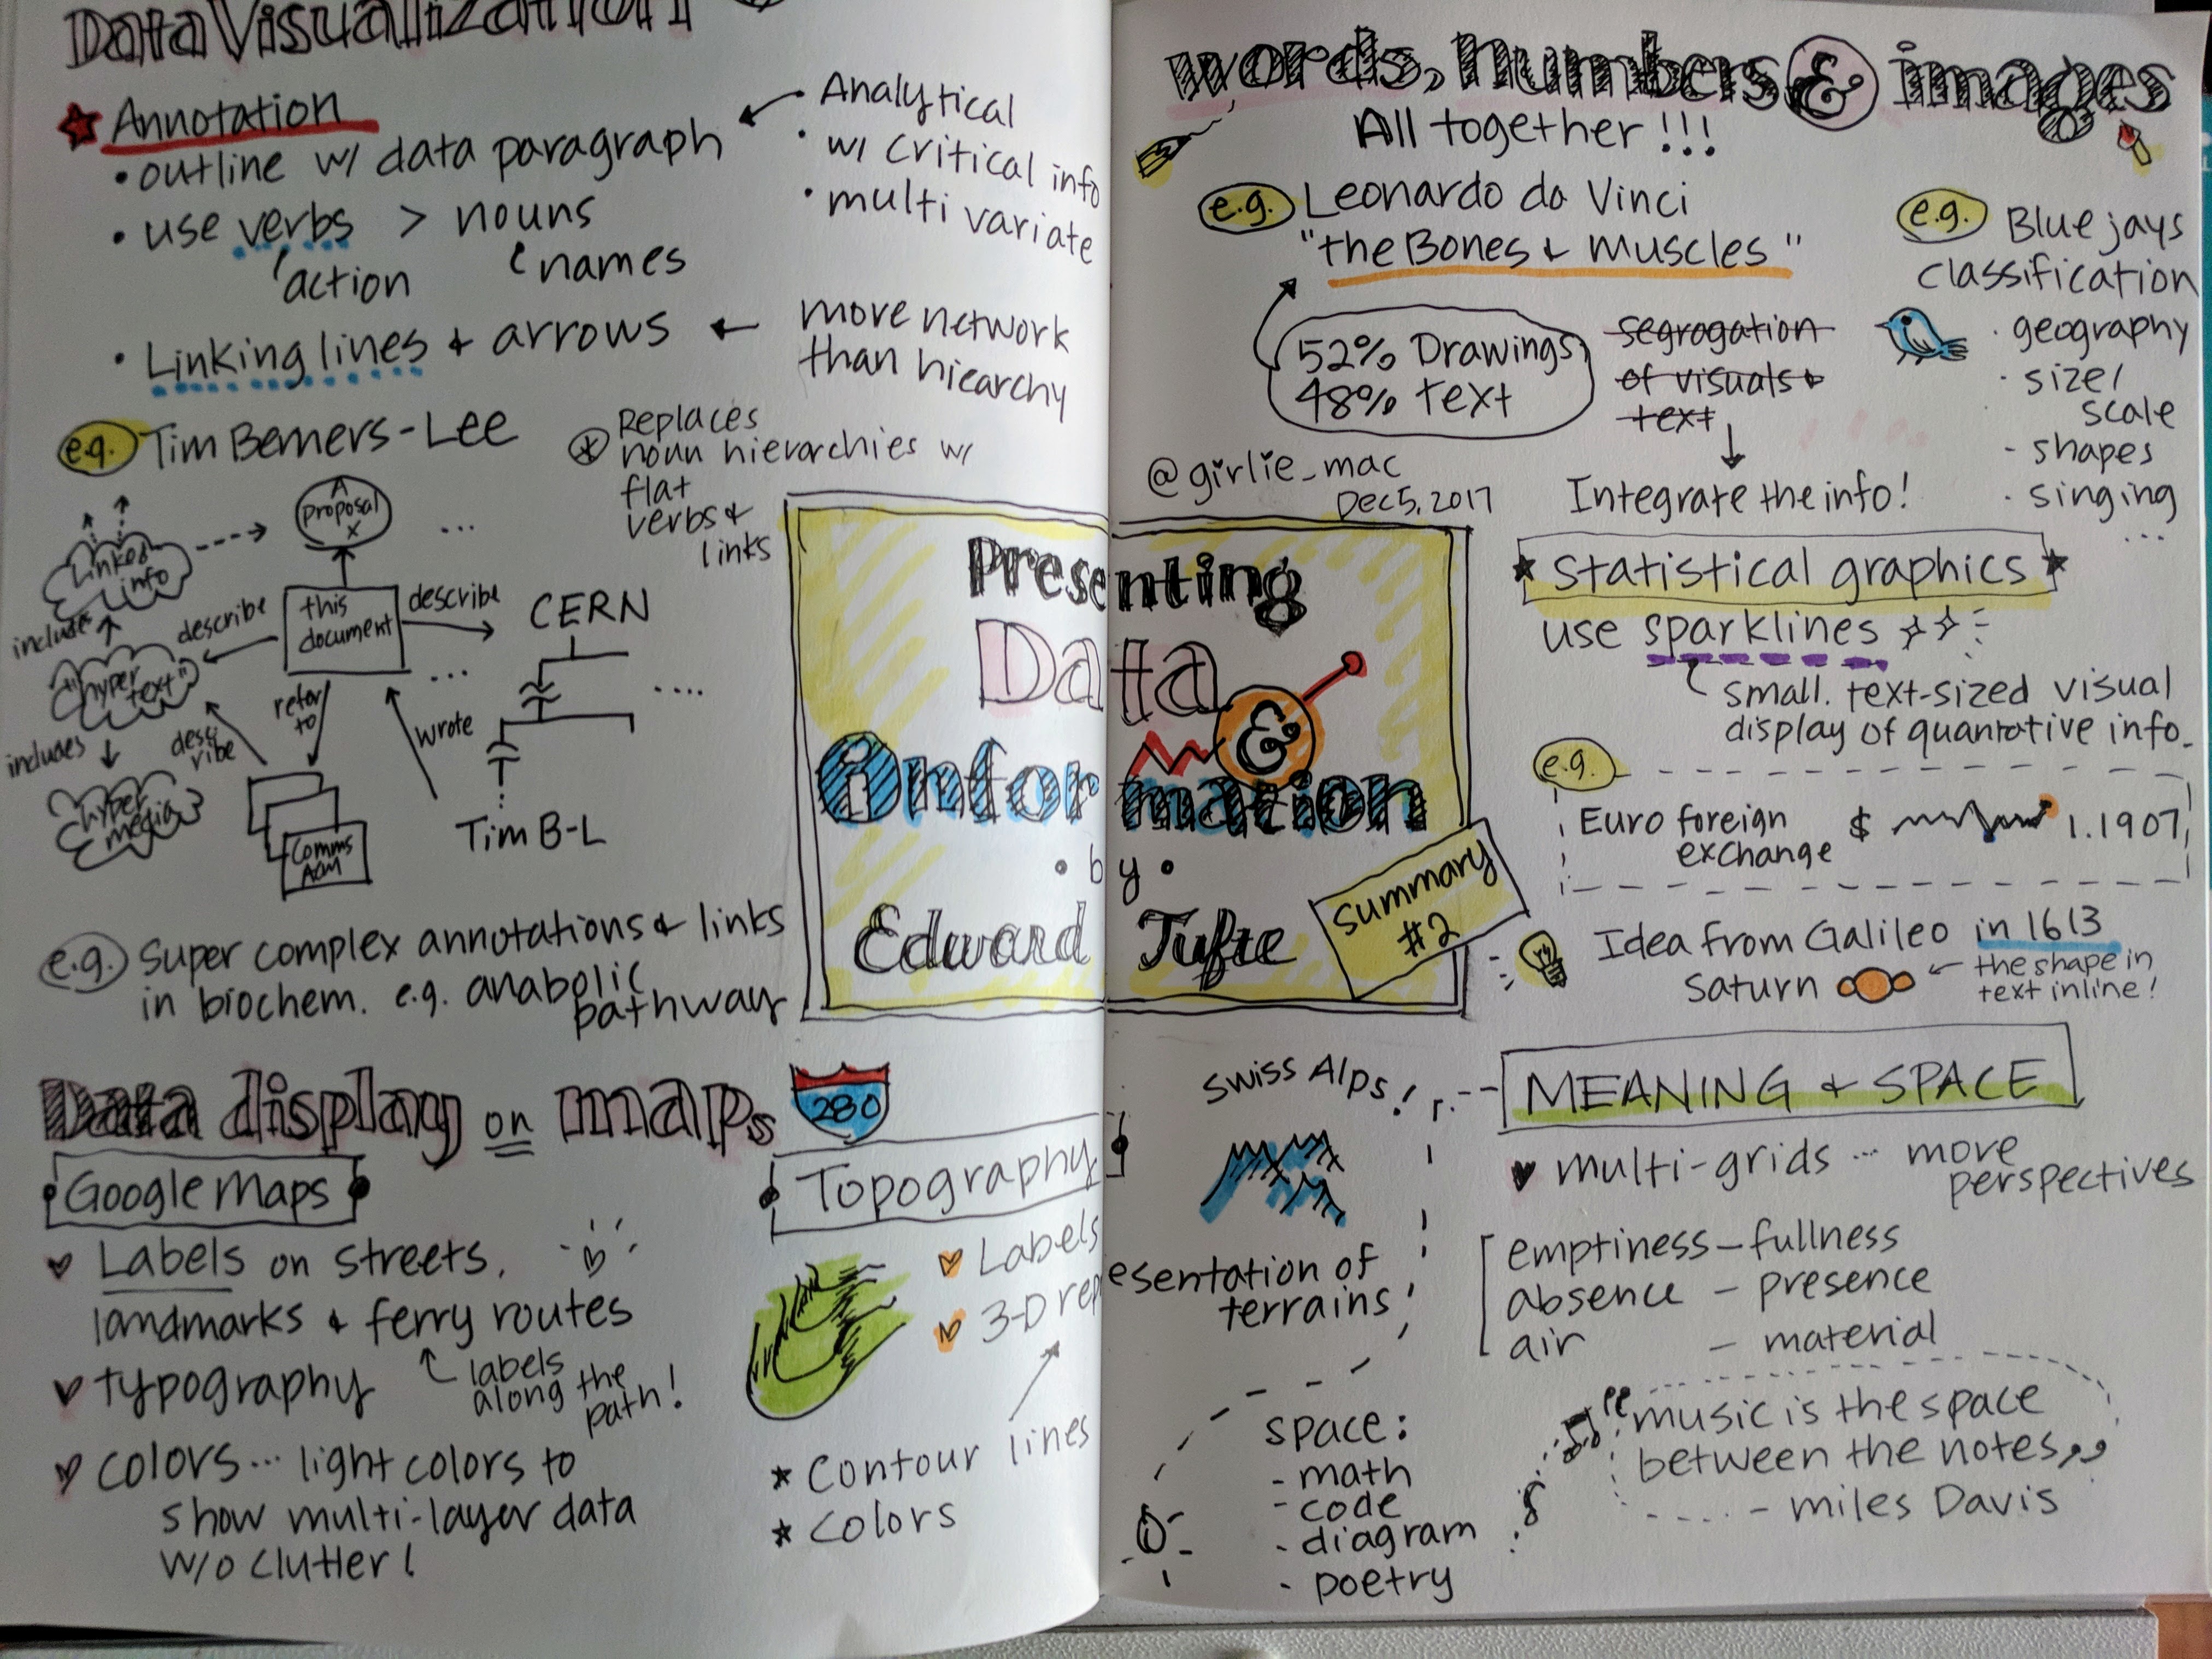 Data Visualization
Annotation
• outline w/ data paragraph
• use verbs > nouns
action names
• Linking lines & arrows
Analytical
• w/ critical info
• multi variate
more network
than hiearchy
e.g. Tim Berners-Lee
* Replaces
noun hierarchies w/
flat
verbs &
links
A
proposal
X
...
Linked
info
includes
describe
this
document
describe
CERN
"hyper
text"
...
....
refer
to
wrote
includes
desc
ribe
hyper
media
Comms
ACM
Tim B-L
e.g. Super complex annotations & links
in biochem. e.g. anabolic
pathway
Data display on maps
280
Google Maps
Labels on streets,
landmarks & ferry routes
labels
along the
path!
typography
colors... light colors to
show multi-layer data
w/o clutter!
Topography
Labels
3-D representation of
terrains
* Contour lines
* colors
Swiss Alps!
Presenting
Data
&
Information
• by •
Edward Tufte
Summary
#2
@girlie_mac
Dec 5, 2017
words, numbers & images
All together!!!
e.g. Leonardo do Vinci
"the Bones & Muscles"
52% Drawings
48% text
segragation
of visuals &
text
Integrate the info!
e.g. Blue jays
classification
· geography
· size/
scale
- shapes
· singing
...
Statistical graphics
use sparklines
small. text-sized visual
display of quantative info.
e.g.
Euro foreign
exchange
$ 1.1907
Idea from Galileo in 1613
Saturn
the shape in
text inline!
MEANING & SPACE
multi-grids ... more
perspectives
emptiness – fullness
absence – presence
air – material
space:
- math
- code
- diagram
- poetry
"music is the space
between the notes"
- miles Davis